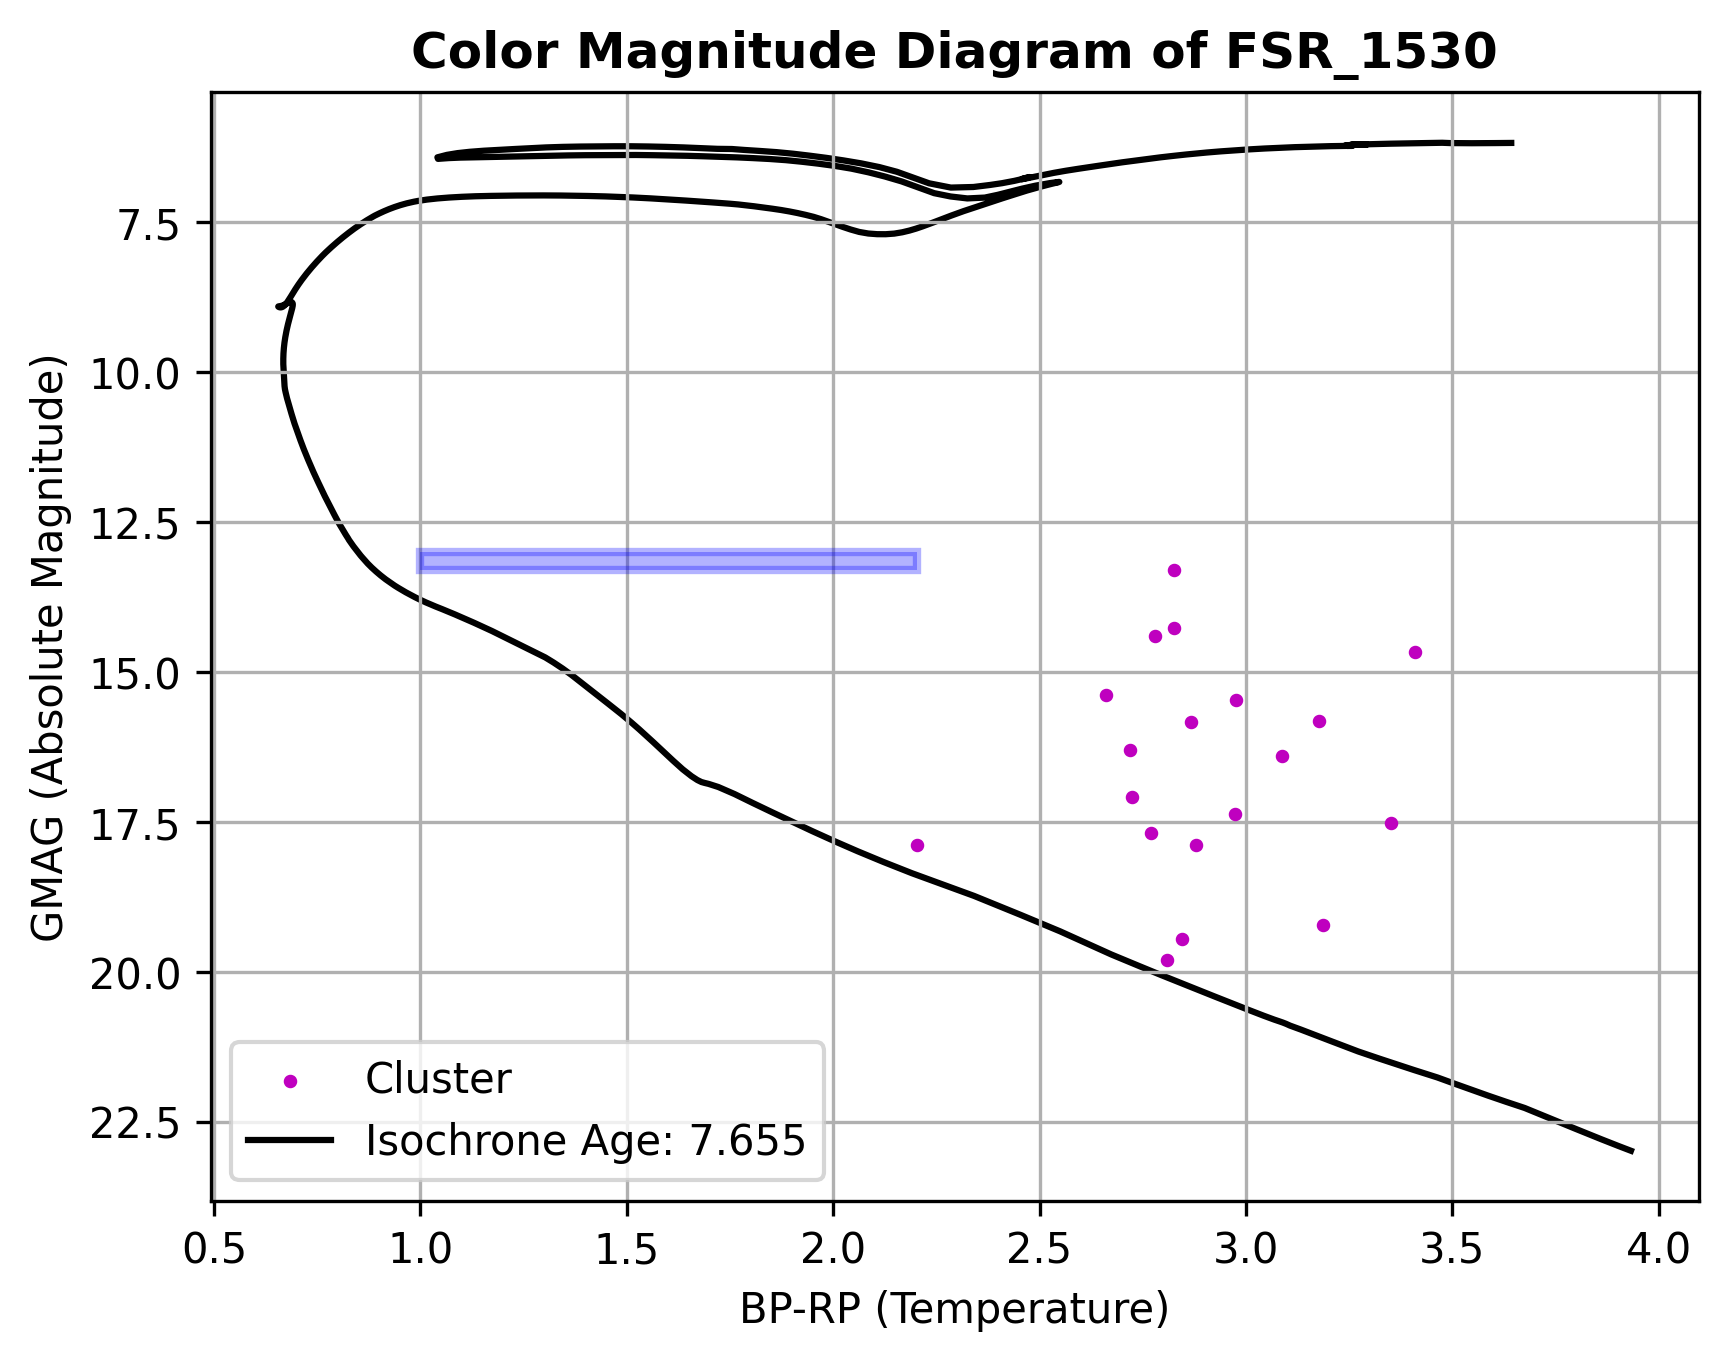 Color Magnitude Diagram of FSR_1530
GMAG (Absolute Magnitude)
7.5
10.0
12.5
15.0
17.5
20.0
22.5
Cluster
Isochrone Age: 7.655
0.5 1.0 1.5 2.0 2.5 3.0 3.5 4.0
BP-RP (Temperature)